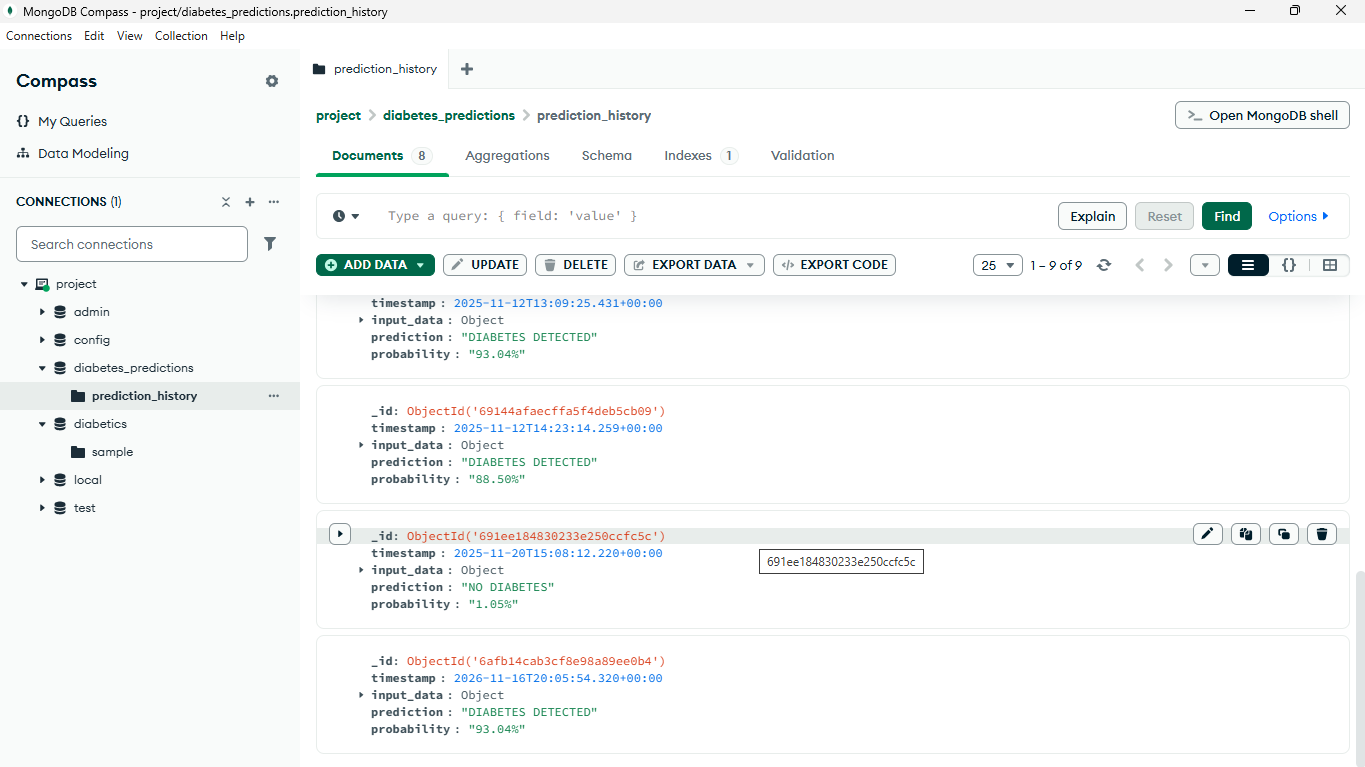 MongoDB Compass - project/diabetes_predictions.prediction_history
Connections Edit View Collection Help
Compass
{} My Queries
Data Modeling
CONNECTIONS (1)
Search connections
project
admin
config
diabetes_predictions
prediction_history
diabetics
sample
local
test
prediction_history
project > diabetes_predictions > prediction_history
>_ Open MongoDB shell
Documents 8 Aggregations Schema Indexes 1 Validation
Type a query: { field: 'value' }
Explain Reset Find Options
ADD DATA UPDATE DELETE EXPORT DATA </> EXPORT CODE
25 1 – 9 of 9 {}
timestamp : 2025-11-12T13:09:25.431+00:00
input_data : Object
prediction : "DIABETES DETECTED"
probability : "93.04%"
_id: ObjectId('69144afaecffa5f4deb5cb09')
timestamp : 2025-11-12T14:23:14.259+00:00
input_data : Object
prediction : "DIABETES DETECTED"
probability : "88.50%"
_id: ObjectId('691ee184830233e250ccfc5c')
timestamp : 2025-11-20T15:08:12.220+00:00
691ee184830233e250ccfc5c
input_data : Object
prediction : "NO DIABETES"
probability : "1.05%"
_id: ObjectId('6afb14cab3cf8e98a89ee0b4')
timestamp : 2026-11-16T20:05:54.320+00:00
input_data : Object
prediction : "DIABETES DETECTED"
probability : "93.04%"